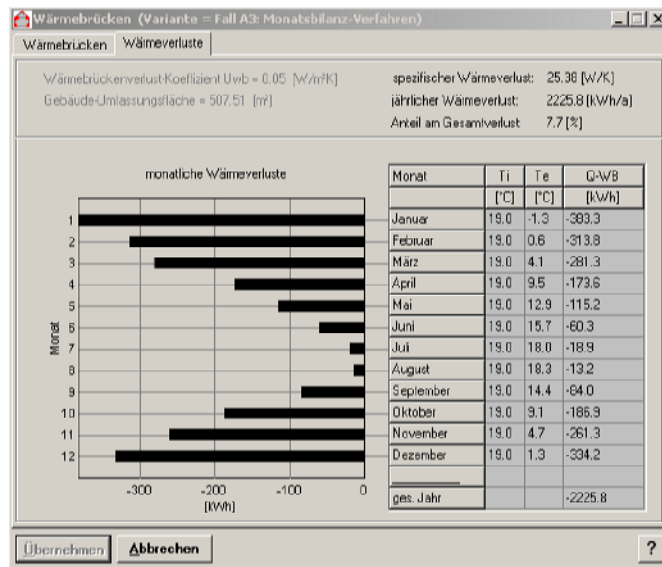 Wärmebrücken (Variante = Fall A3: Monatsbilanz-Verfahren)
Wärmebrücken Wärmeverluste
Wärmebrückenverlust-Koeffizient Uwb = 0.05 [W/m²K]
Gebäude-Umfassungsfläche = 507.51 [m²]
spezifischer Wärmeverlust: 25.38 [W/K]
jährlicher Wärmeverlust: 2225.8 [kWh/a]
Anteil am Gesamtverlust 7.7 [%]
monatliche Wärmeverluste
Monat
1
2
3
4
5
6
7
8
9
10
11
12
-300 -200 -100 0
[kWh]
Monat Ti Te Q-WB
[°C] [°C] [kWh]
Januar 19.0 -1.3 -383.3
Februar 19.0 0.6 -313.8
März 19.0 4.1 -281.3
April 19.0 9.5 -173.6
Mai 19.0 12.9 -115.2
Juni 19.0 15.7 -60.3
Juli 19.0 18.0 -18.9
August 19.0 18.3 -13.2
September 19.0 14.4 -84.0
Oktober 19.0 9.1 -186.9
November 19.0 4.7 -261.3
Dezember 19.0 1.3 -334.2
ges. Jahr -2225.8
Übernehmen Abbrechen ?